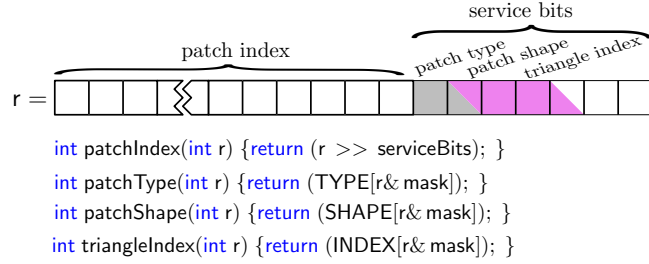 service bits
patch index
patch type
patch shape
triangle index
r =
int patchIndex(int r) {return (r >> serviceBits); }
int patchType(int r) {return (TYPE[r& mask]); }
int patchShape(int r) {return (SHAPE[r& mask]); }
int triangleIndex(int r) {return (INDEX[r& mask]); }